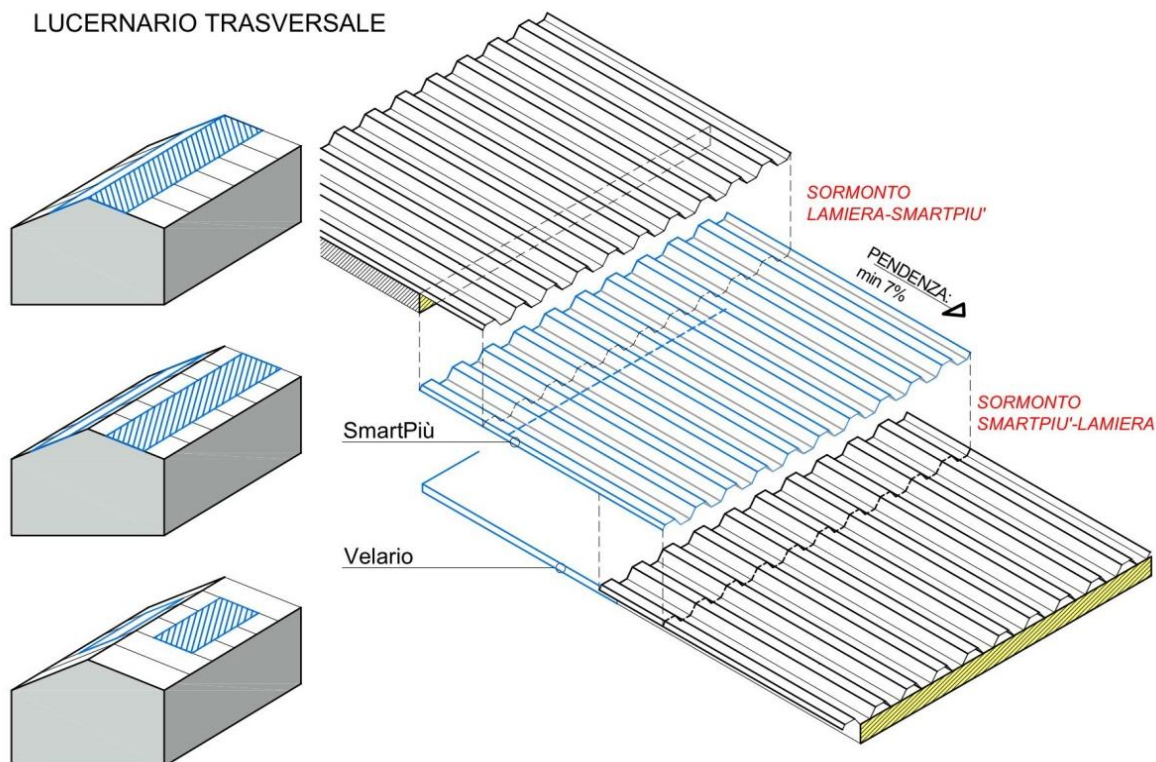 LUCERNARIO TRASVERSALE
SORMONTO
LAMIERA-SMARTPIU'
PENDENZA:
min 7%
SORMONTO
SMARTPIU'-LAMIERA
SmartPiù
Velario